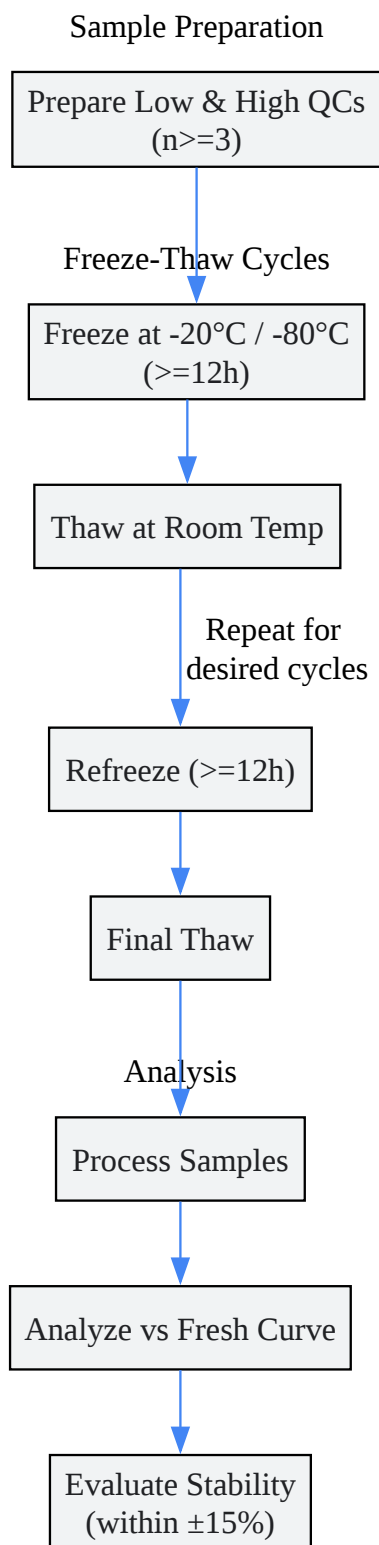 Sample Preparation
Prepare Low & High QCs
(n>=3)
Freeze-Thaw Cycles
Freeze at -20°C / -80°C
(>=12h)
Thaw at Room Temp
Repeat for
desired cycles
Refreeze (>=12h)
Final Thaw
Analysis
Process Samples
Analyze vs Fresh Curve
Evaluate Stability
(within ±15%)